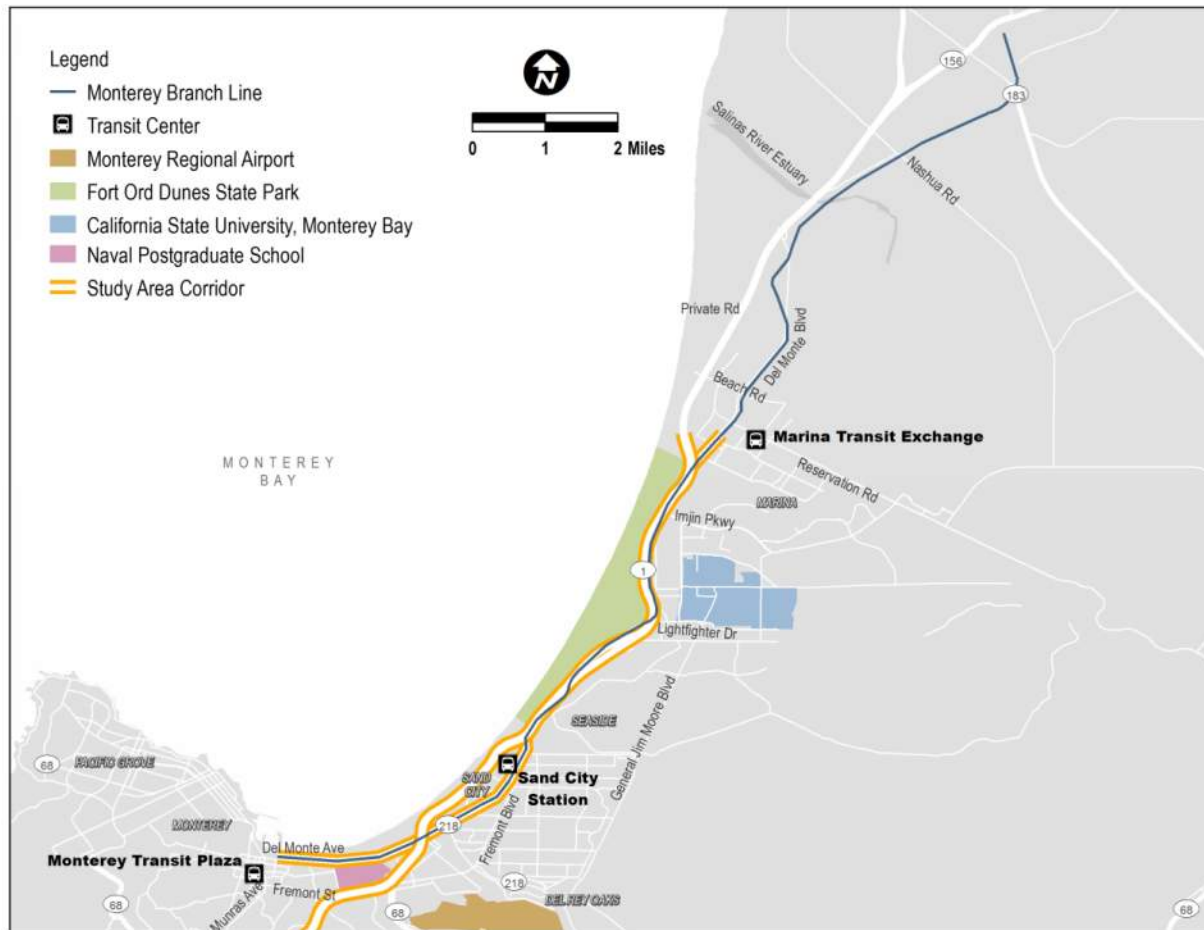 Legend
Monterey Branch Line
Transit Center
Monterey Regional Airport
Fort Ord Dunes State Park
California State University, Monterey Bay
Naval Postgraduate School
Study Area Corridor
N
0 1 2 Miles
156
183
Salinas River Estuary
Nashua Rd
Private Rd
Del Monte Blvd
Beach Rd
Marina Transit Exchange
MONTEREY
BAY
Reservation Rd
MARINA
Imjin Pkwy
1
Lightfighter Dr
General Jim Moore Blvd
SEASIDE
68
PACIFIC GROVE
SAND
CITY
Sand City
Station
Fremont Blvd
218
MONTEREY
Del Monte Ave
Monterey Transit Plaza
Munras Ave
Fremont St
218
DEL REY OAKS
68
68
68